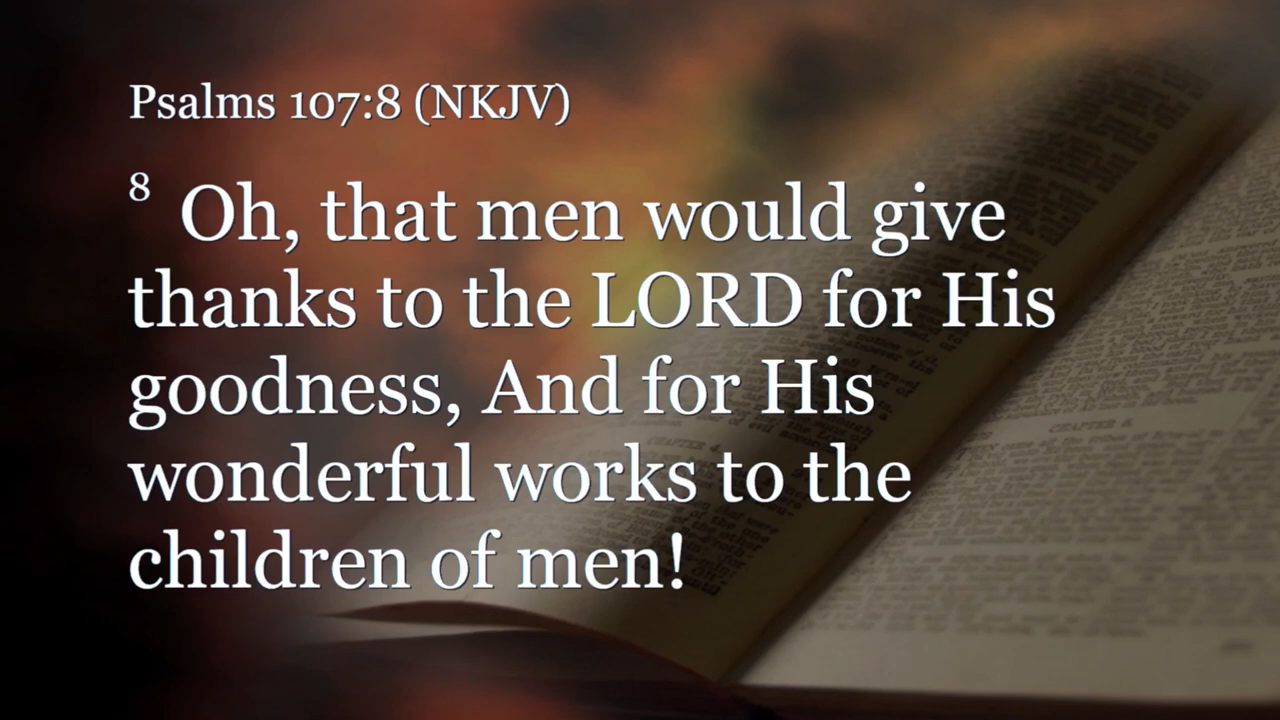 Psalms 107:8 (NKJV)
8 Oh, that men would give
thanks to the LORD for His
goodness, And for His
wonderful works to the
children of men!